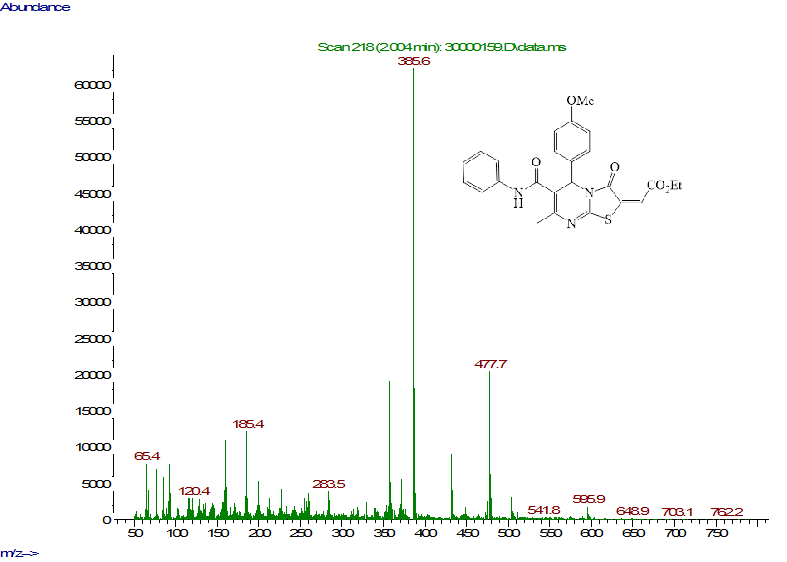 Abundance
Scan 218 (2.004 min): 30000159.D\data.ms
385.6
60000
55000
50000
45000
40000
35000
30000
25000
20000
15000
10000
5000
0
477.7
185.4
65.4
120.4
283.5
541.8
595.9
648.9
703.1
762.2
50 100 150 200 250 300 350 400 450 500 550 600 650 700 750
m/z-->
OMe
O
O
N
H
N
CO2Et
N
S